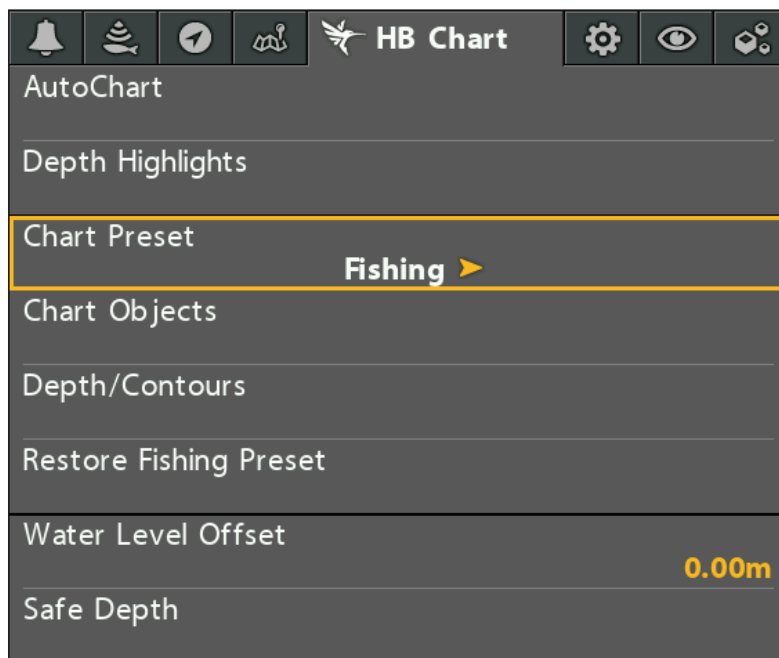 HB Chart
AutoChart
Depth Highlights
Chart Preset
Fishing
Chart Objects
Depth/Contours
Restore Fishing Preset
Water Level Offset
0.00m
Safe Depth